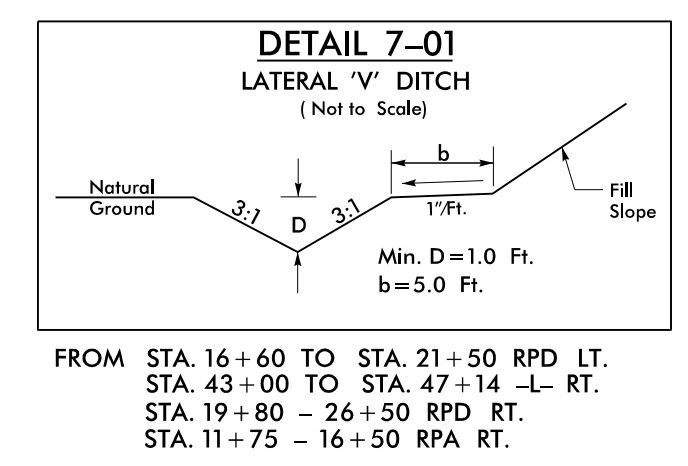 DETAIL 7-01
LATERAL 'V' DITCH
( Not to Scale)
b
Natural
Ground
3:1
D
3:1
1"/Ft.
Fill
Slope
Min. D=1.0 Ft.
b=5.0 Ft.
FROM STA. 16+60 TO STA. 21+50 RPD LT.
STA. 43+00 TO STA. 47+14 -L- RT.
STA. 19+80 - 26+50 RPD RT.
STA. 11+75 - 16+50 RPA RT.